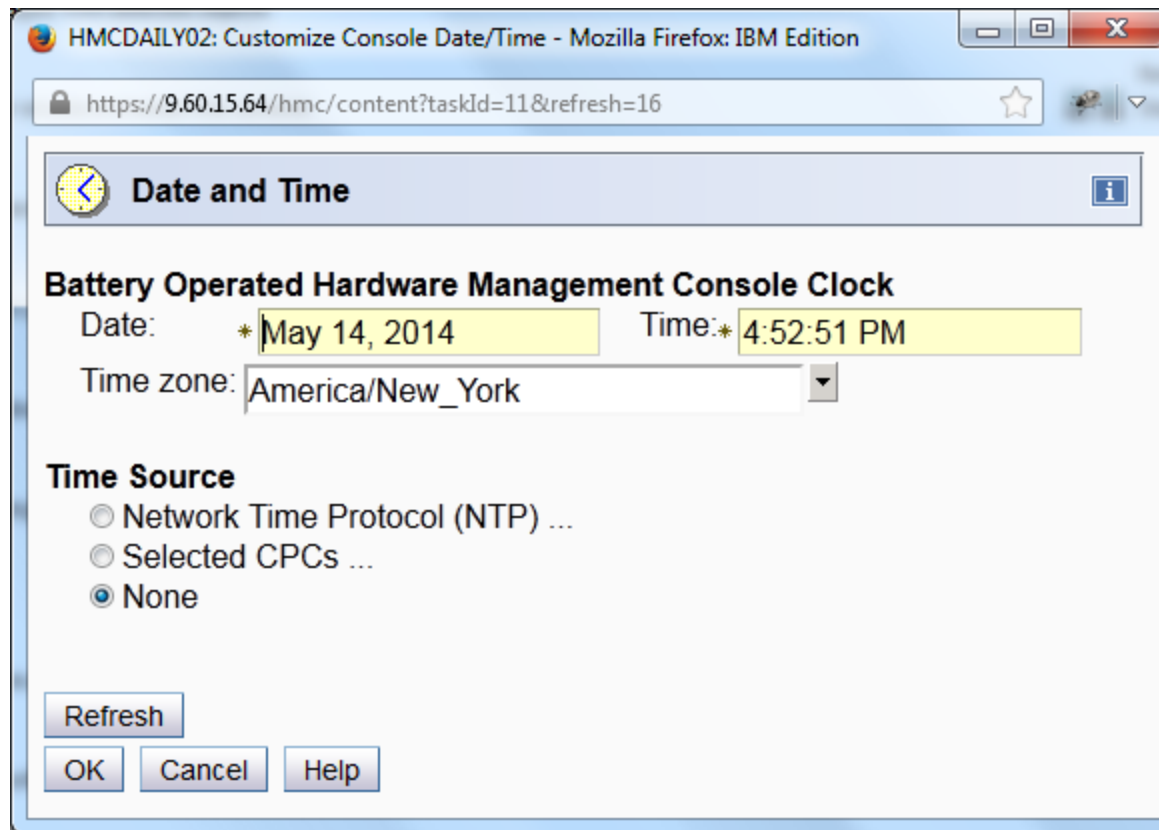 HMCDAILY02: Customize Console Date/Time - Mozilla Firefox: IBM Edition
https://9.60.15.64/hmc/content?taskId=11&refresh=16
Date and Time
Battery Operated Hardware Management Console Clock
Date: * May 14, 2014 Time:* 4:52:51 PM
Time zone: America/New_York
Time Source
Network Time Protocol (NTP) ...
Selected CPCs ...
None
Refresh
OK Cancel Help